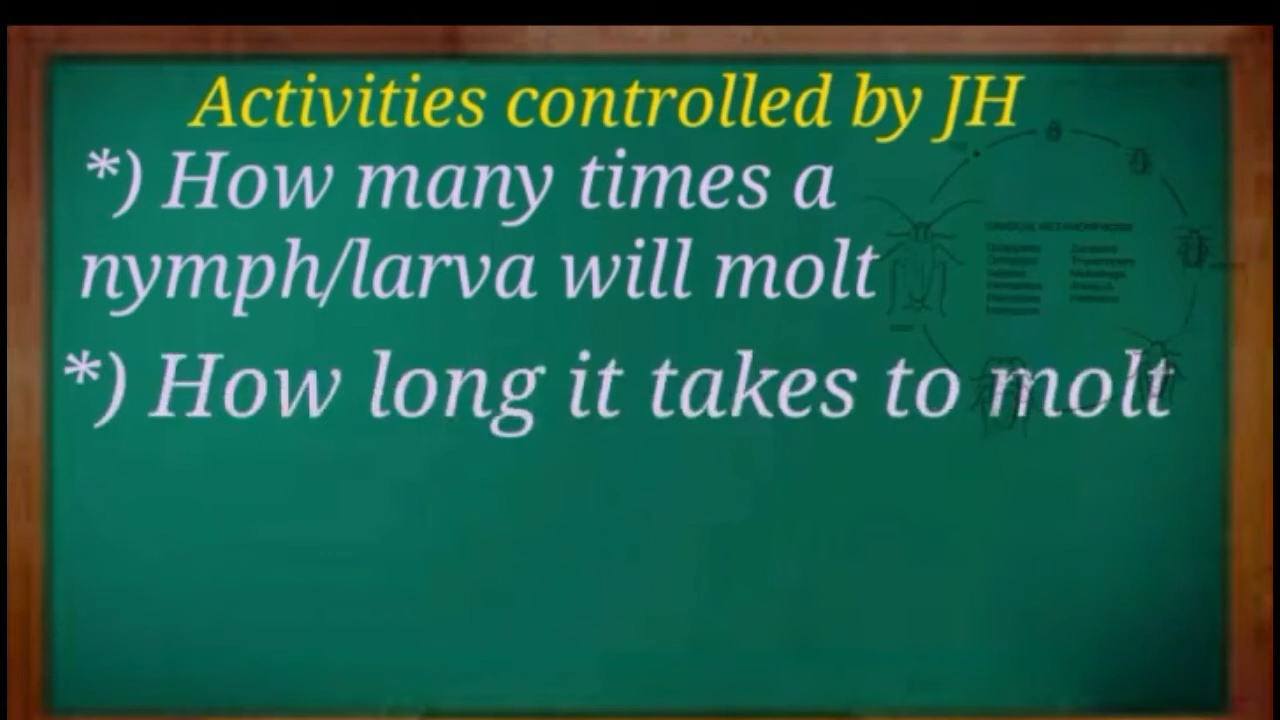 Activities controlled by JH
*) How many times a
nymph/larva will molt
*) How long it takes to molt